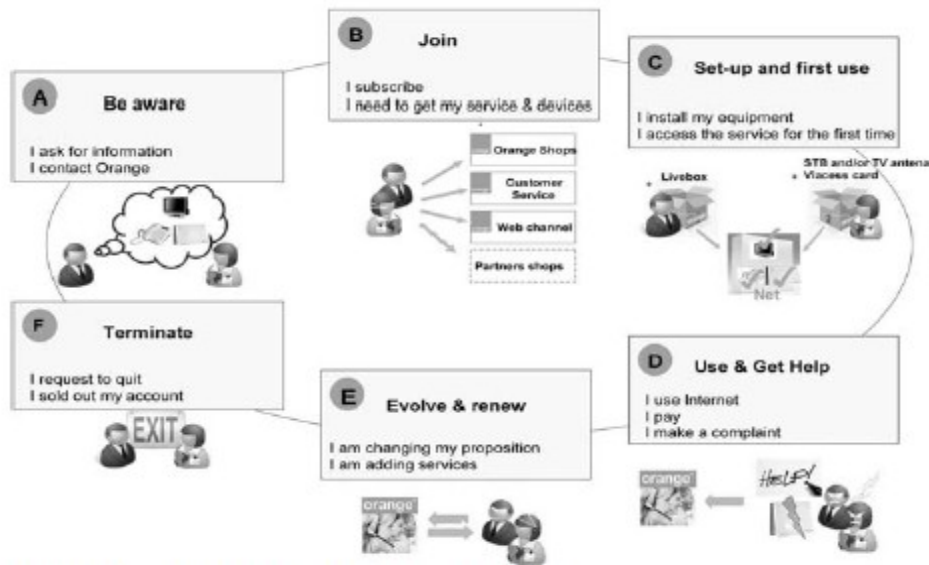 A
Be aware
I ask for information
I contact Orange
B
Join
I subscribe
I need to get my service & devices
Orange Shops
Customer
Service
Web channel
Partners shops
C
Set-up and first use
I install my equipment
I access the service for the first time
Livebox
STB and/or TV antena
Viacess card
Net
D
Use & Get Help
I use Internet
I pay
I make a complaint
orange
E
Evolve & renew
I am changing my proposition
I am adding services
orange
F
Terminate
I request to quit
I sold out my account
EXIT